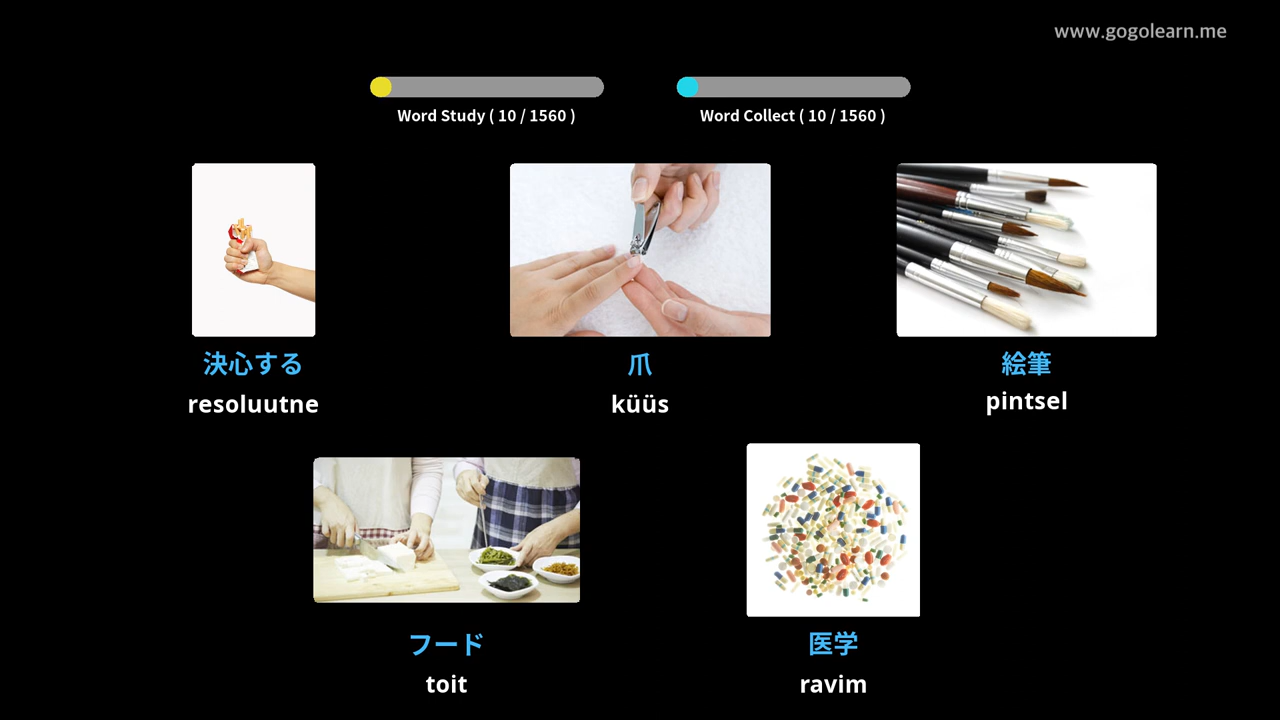 www.gogolearn.me
Word Study ( 10 / 1560 )
Word Collect ( 10 / 1560 )
決心する
resoluutne
爪
küüs
絵筆
pintsel
フード
toit
医学
ravim